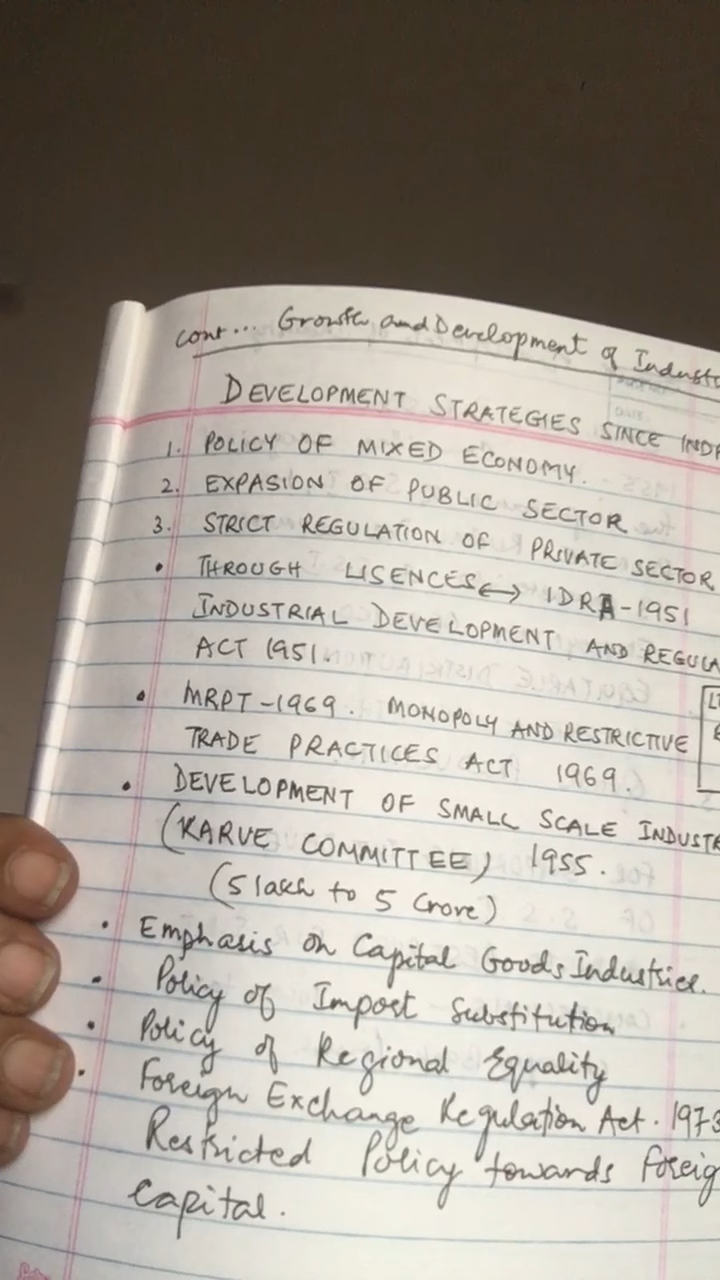 cont... Growth and Development of Indust
DEVELOPMENT STRATEGIES SINCE INDP
1. POLICY OF MIXED ECONOMY.
2. EXPASION OF PUBLIC SECTOR
3. STRICT REGULATION OF PRIVATE SECTOR
• THROUGH LISENCES ↔ IDRA-1951
INDUSTRIAL DEVELOPMENT AND REGULA
ACT 1951.
• MRPT-1969. MONOPOLY AND RESTRICTIVE
TRADE PRACTICES ACT 1969.
• DEVELOPMENT OF SMALL SCALE INDUSTR
(KARVE COMMITTEE) 1955.
(5 lakh to 5 Crore)
• Emphasis on Capital Goods Industries.
• Policy of Import Substitution
• Policy of Regional Equality
• Foreign Exchange Regulation Act. 1973
Restricted Policy towards foreig
capital.